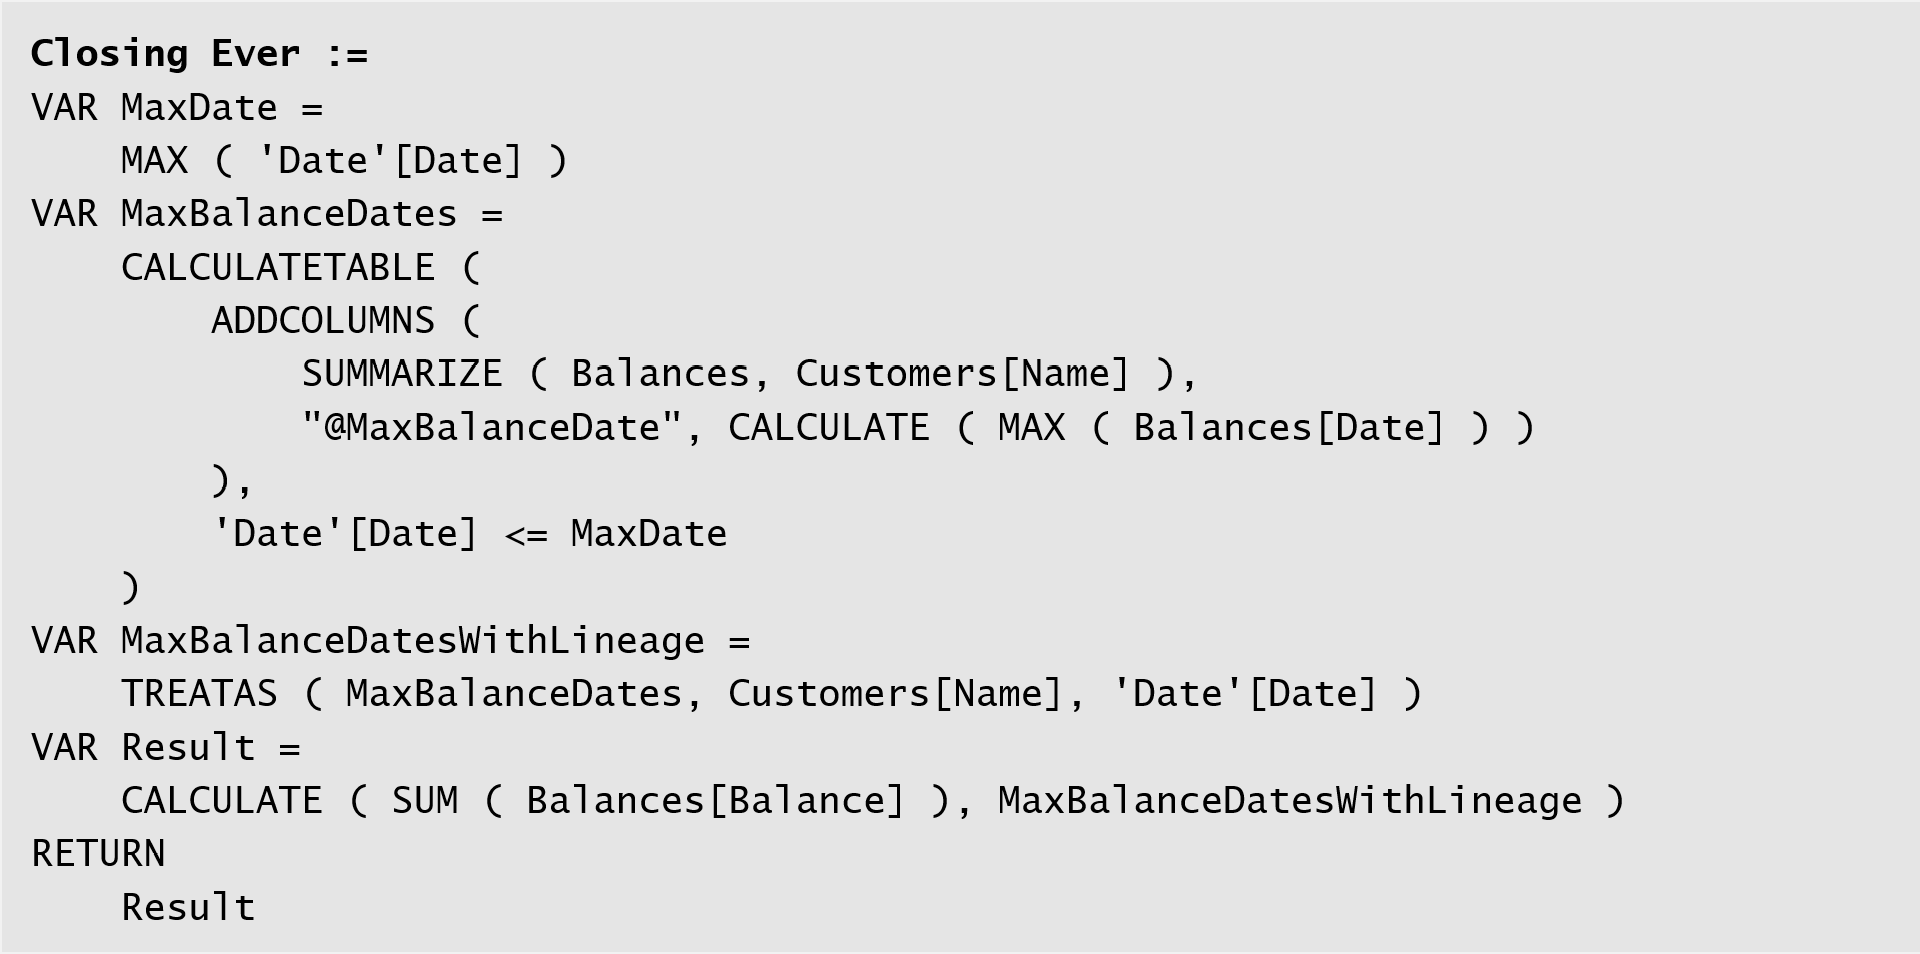 Closing Ever :=
VAR MaxDate =
    MAX ( 'Date'[Date] )
VAR MaxBalanceDates =
    CALCULATETABLE (
        ADDCOLUMNS (
            SUMMARIZE ( Balances, Customers[Name] ),
            "@MaxBalanceDate", CALCULATE ( MAX ( Balances[Date] ) )
        ),
        'Date'[Date] <= MaxDate
    )
VAR MaxBalanceDatesWithLineage =
    TREATAS ( MaxBalanceDates, Customers[Name], 'Date'[Date] )
VAR Result =
    CALCULATE ( SUM ( Balances[Balance] ), MaxBalanceDatesWithLineage )
RETURN
    Result